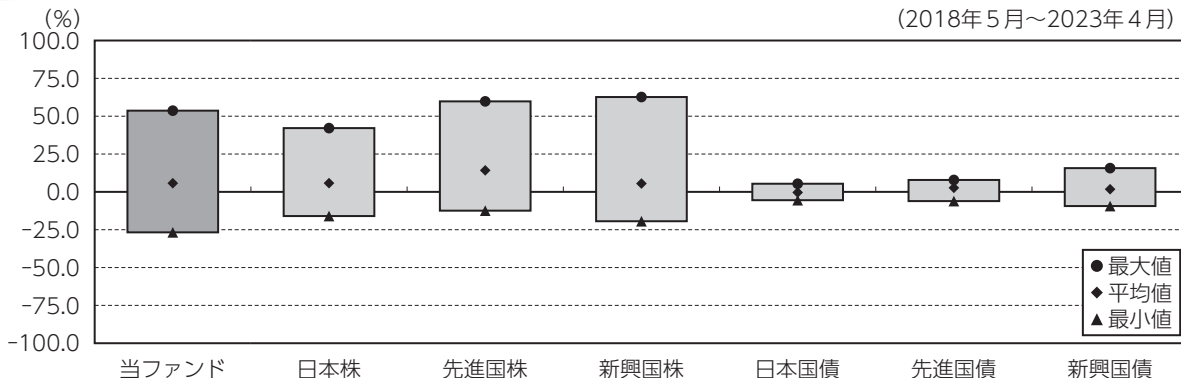 (%)
(2018年5月～2023年4月)
100.0
75.0
50.0
25.0
0.0
-25.0
-50.0
-75.0
-100.0
●最大値
◆平均値
▲最小値
当ファンド 日本株 先進国株 新興国株 日本国債 先進国債 新興国債